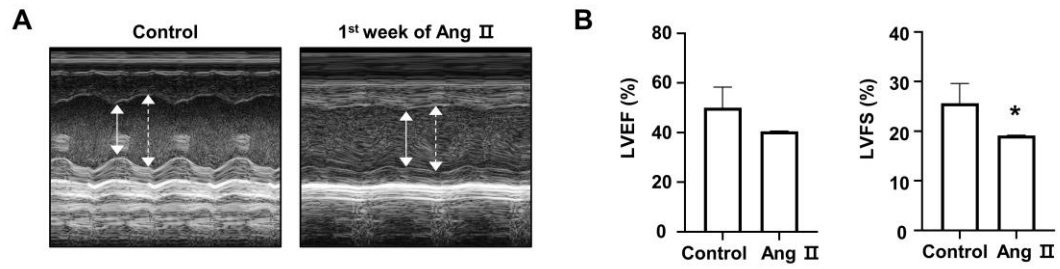 A
Control
1st week of Ang Ⅱ
B
LVEF (%)
80
60
40
20
0
Control Ang Ⅱ
LVFS (%)
40
30
20
10
0
*
Control Ang Ⅱ